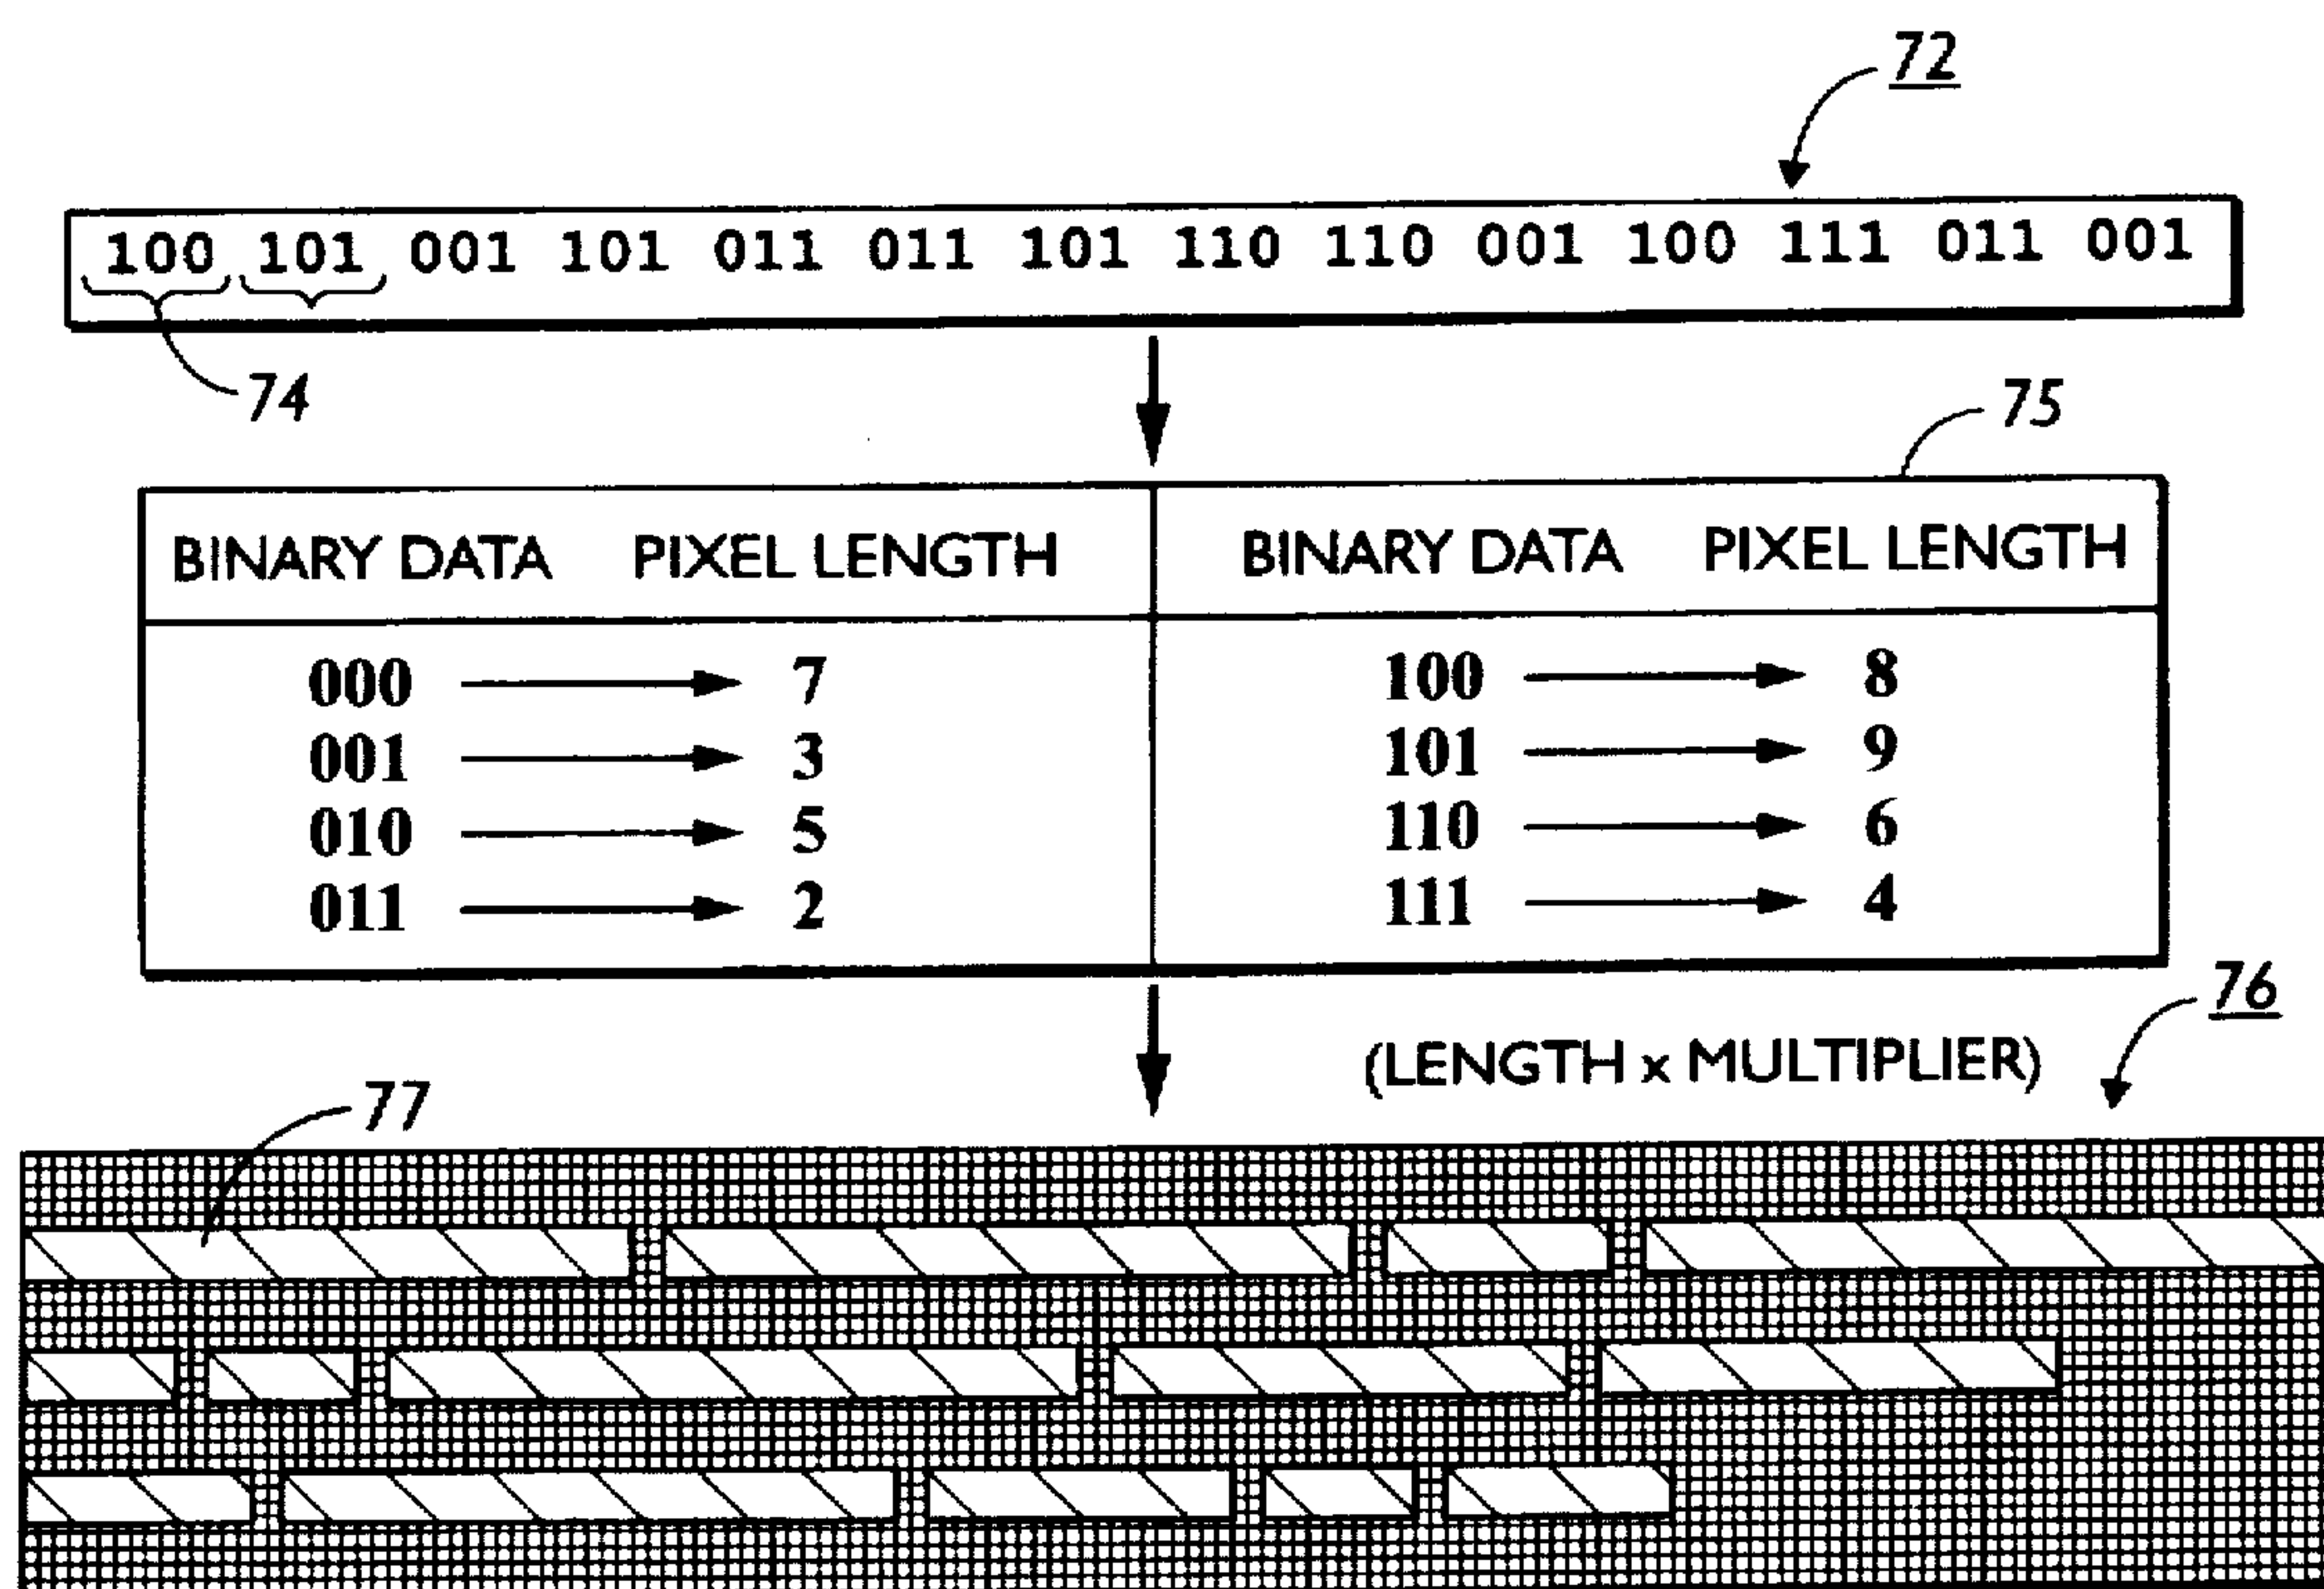 72
100 101 001 101 011 011 101 110 110 001 100 111 011 001
74
75
BINARY DATA PIXEL LENGTH BINARY DATA PIXEL LENGTH
000 7 100 8
001 3 101 9
010 5 110 6
011 2 111 4
76
(LENGTH x MULTIPLIER)
77